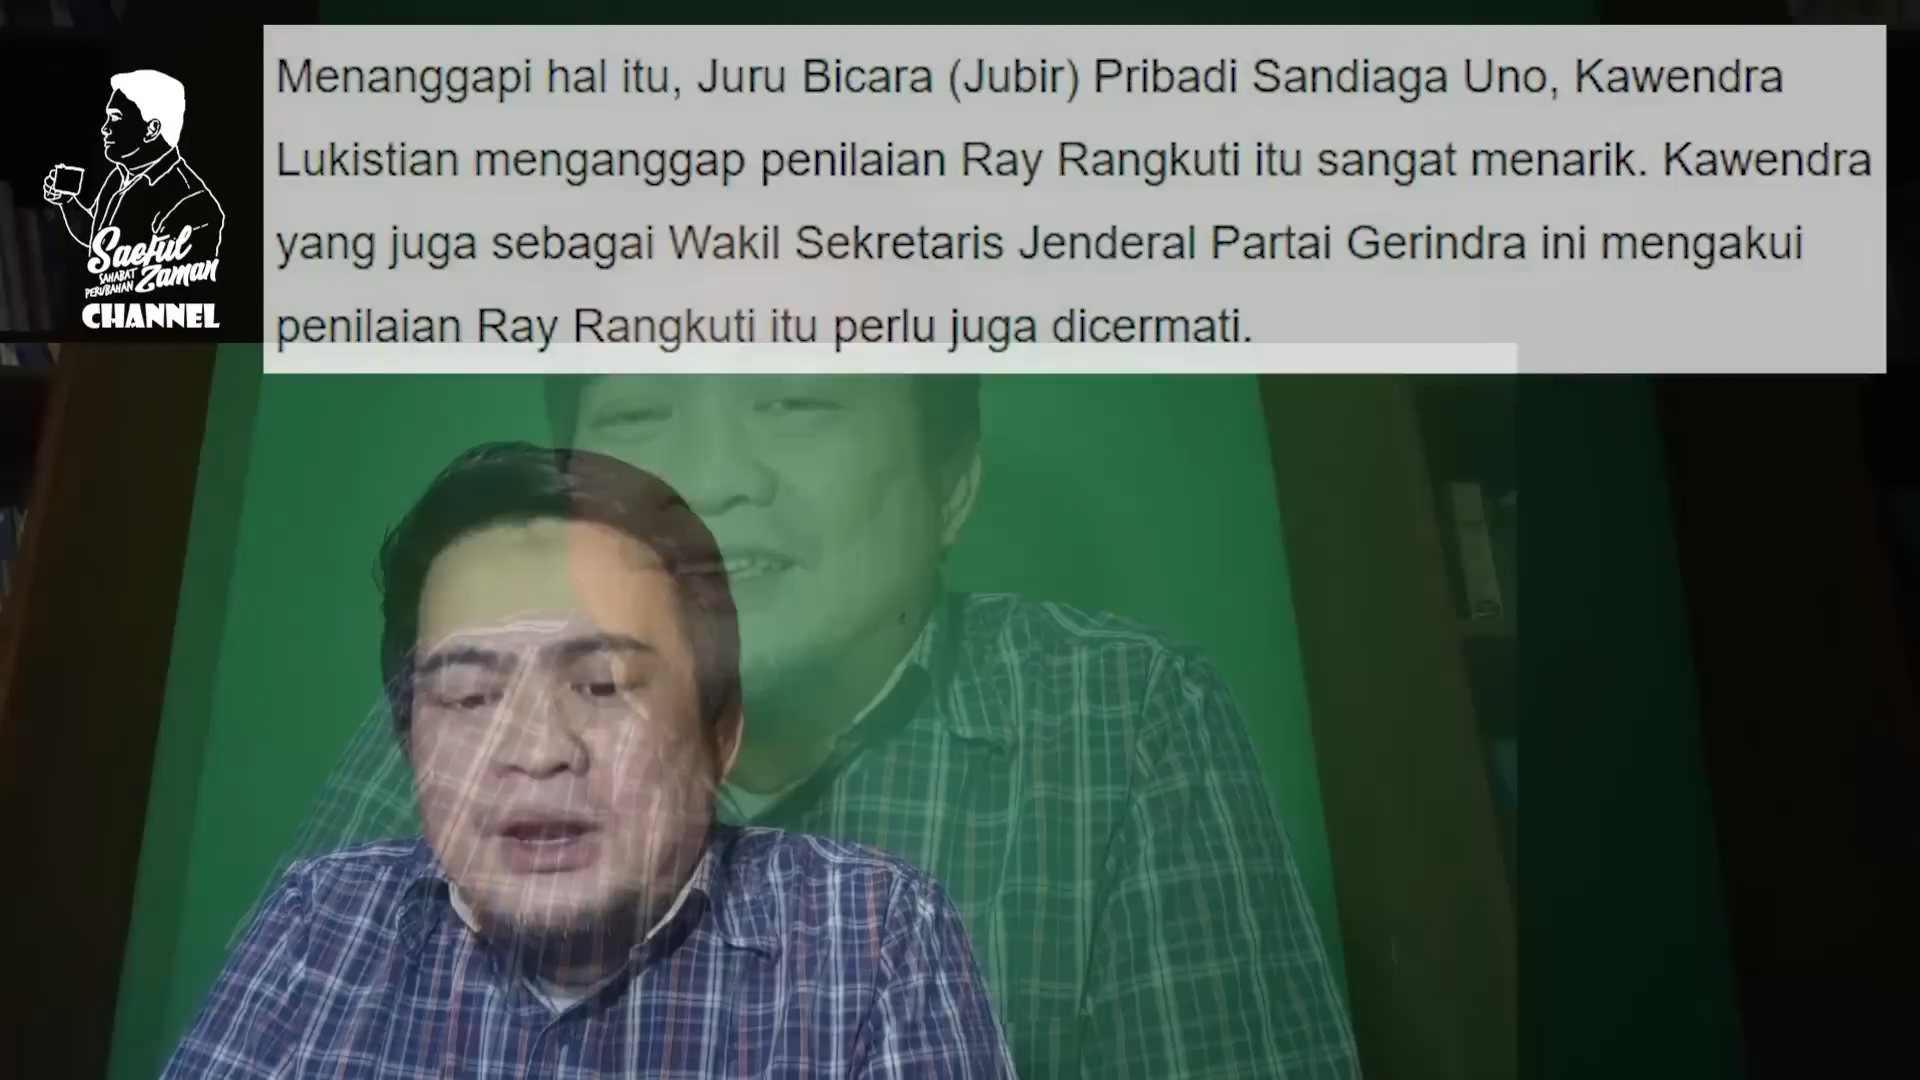 Menanggapi hal itu, Juru Bicara (Jubir) Pribadi Sandiaga Uno, Kawendra
Lukistian menganggap penilaian Ray Rangkuti itu sangat menarik. Kawendra
yang juga sebagai Wakil Sekretaris Jenderal Partai Gerindra ini mengakui
penilaian Ray Rangkuti itu perlu juga dicermati.
Saeful
SAHABAT
PERUBAHAN
Zaman
CHANNEL